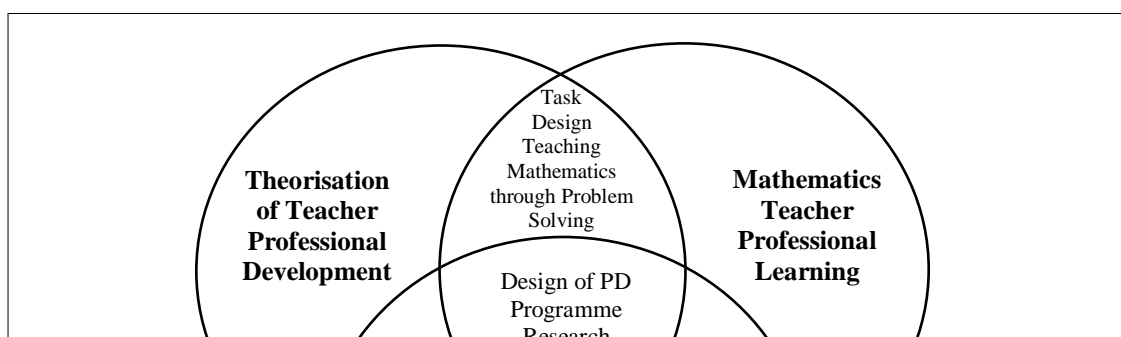 Task
Design
Teaching
Mathematics
through Problem
Solving
Theorisation
of Teacher
Professional
Development
Mathematics
Teacher
Professional
Learning
Design of PD
Programme
Research